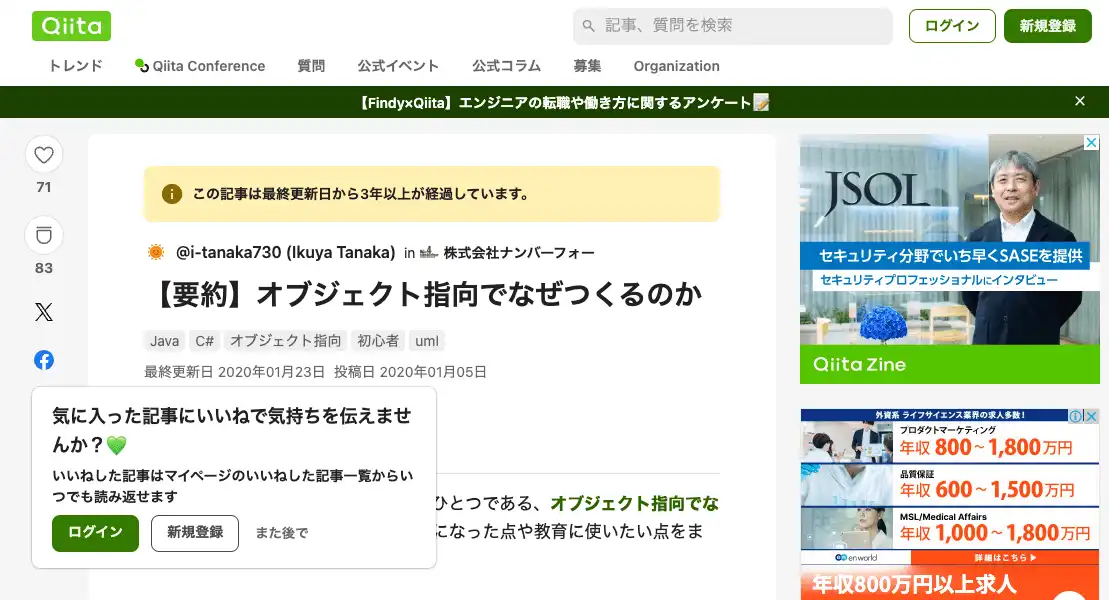 Qiita
記事、質問を検索
ログイン
新規登録
トレンド
Qiita Conference
質問
公式イベント
公式コラム
募集
Organization
【Findy×Qiita】エンジニアの転職や働き方に関するアンケート📝
71
83
この記事は最終更新日から3年以上が経過しています。
@i-tanaka730 (Ikuya Tanaka) in 株式会社ナンバーフォー
【要約】オブジェクト指向でなぜつくるのか
Java C# オブジェクト指向 初心者 uml
最終更新日 2020年01月23日 投稿日 2020年01月05日
ひとつである、オブジェクト指向でな
になった点や教育に使いたい点をま
気に入った記事にいいねで気持ちを伝えませ
んか？💚
いいねした記事はマイページのいいねした記事一覧からい
つでも読み返せます
ログイン
新規登録
また後で
JSOL
セキュリティ分野でいち早くSASEを提供
セキュリティプロフェッショナルにインタビュー
Qiita Zine
外資系 ライフサイエンス業界の求人多数！
プロダクトマーケティング
年収 800～1,800万円
品質保証
年収 600～1,500万円
MSL/Medical Affairs
年収 1,000～1,800万円
en world
詳細はこちら ▶
年収800万円以上求人